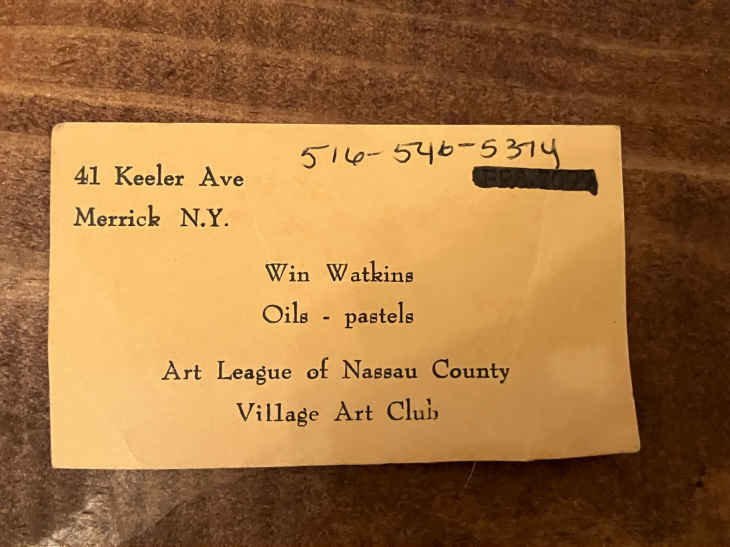 516-546-5374
41 Keeler Ave
Merrick N.Y.
Win Watkins
Oils - pastels
Art League of Nassau County
Village Art Club